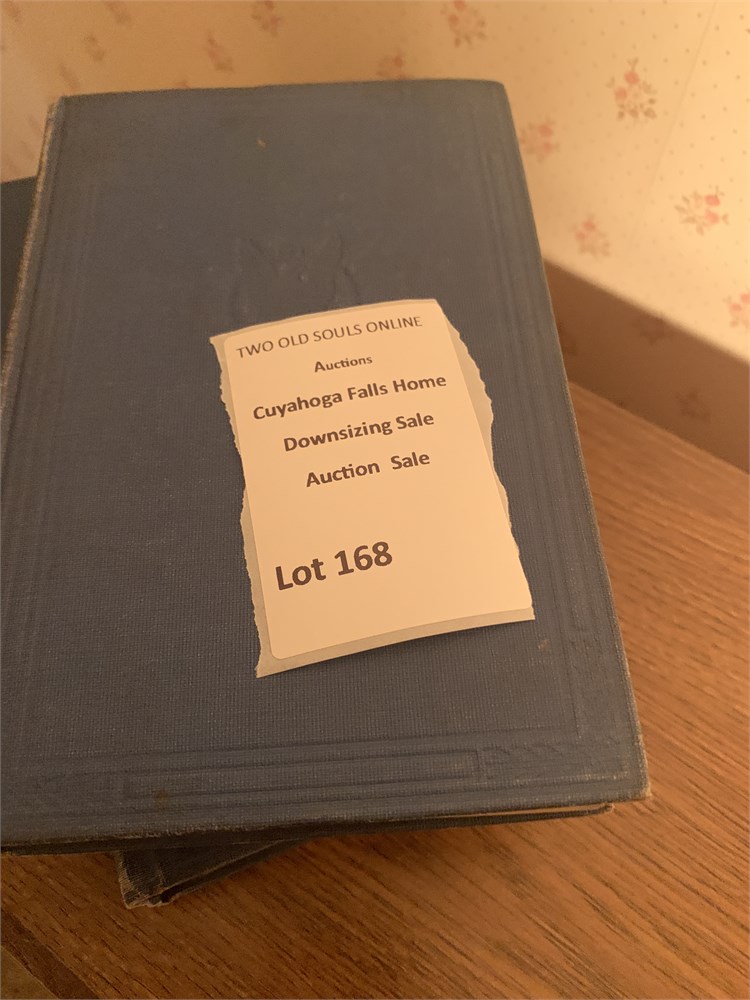 TWO OLD SOULS ONLINE
Auctions
Cuyahoga Falls Home
Downsizing Sale
Auction Sale
Lot 168